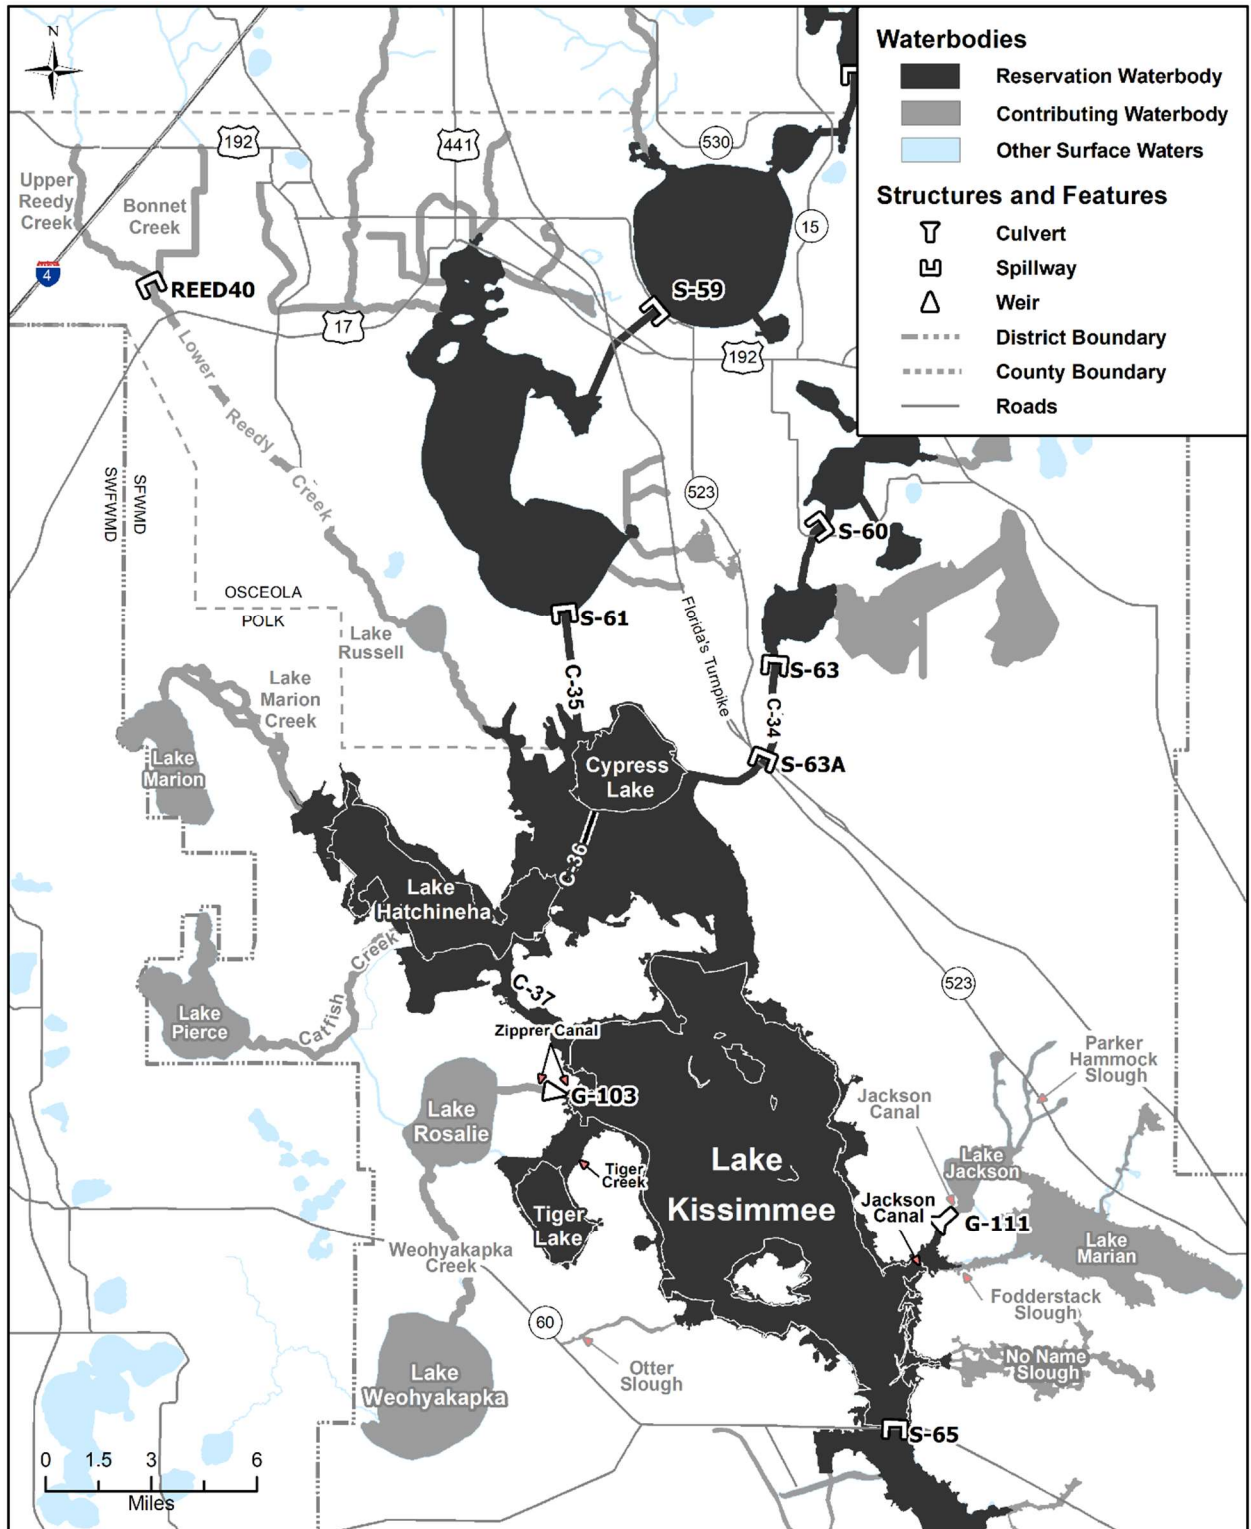 N
Waterbodies
Reservation Waterbody
Contributing Waterbody
Other Surface Waters
Structures and Features
Culvert
Spillway
Weir
District Boundary
County Boundary
Roads
192
441
530
15
Upper
Reedy
Creek
Bonnet
Creek
4
REED40
S-59
17
192
Lower
Reedy
Creek
SWFWMD
SFWMD
523
S-60
OSCEOLA
POLK
S-61
Florida's Turnpike
Lake
Russell
S-63
C-35
C-34
Lake
Marion
Creek
Lake
Marion
Cypress
Lake
S-63A
C-36
Lake
Hatchineha
Catfish
Creek
C-37
523
Lake
Pierce
Zipprer Canal
G-103
Parker
Hammock
Slough
Jackson
Canal
Lake
Rosalie
Lake
Kissimmee
Lake
Jackson
Tiger
Creek
Jackson
Canal
G-111
Tiger
Lake
Lake
Marian
Weohyakapka
Creek
Fodderstack
Slough
60
Otter
Slough
No Name
Slough
Lake
Weohyakapka
S-65
0 1.5 3 6
Miles